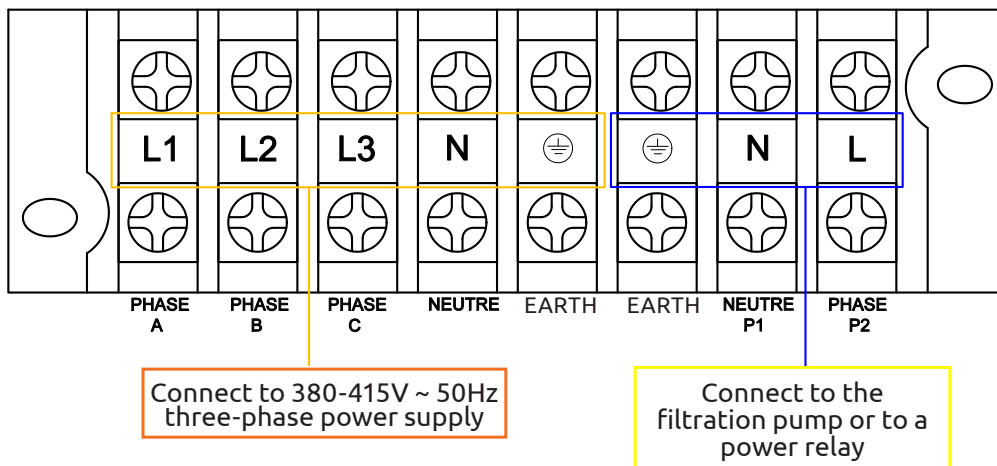 L1 L2 L3 N N L
PHASE A PHASE B PHASE C NEUTRE EARTH EARTH NEUTRE P1 PHASE P2
Connect to 380-415V ~ 50Hz
three-phase power supply
Connect to the
filtration pump or to a
power relay